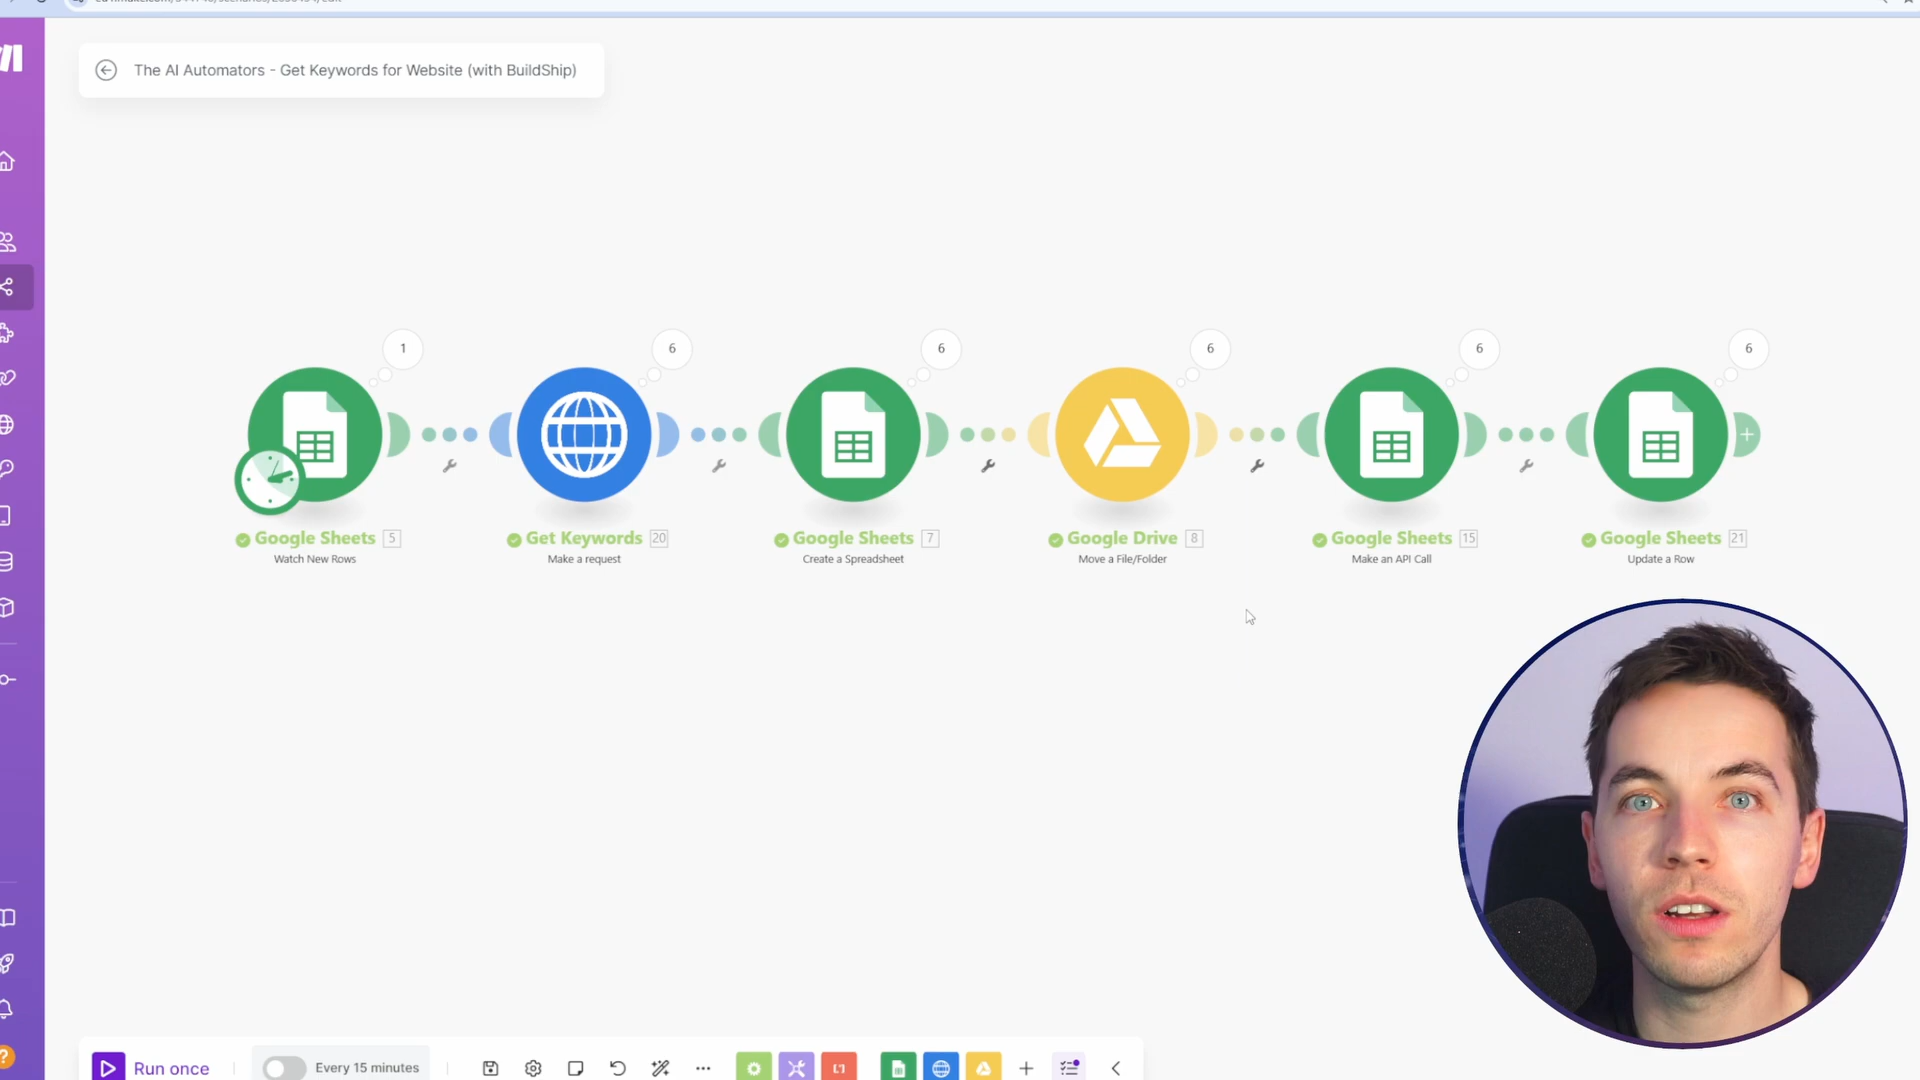 The AI Automators - Get Keywords for Website (with BuildShip)
1
6
6
6
6
6
Google Sheets 5
Watch New Rows
Get Keywords 20
Make a request
Google Sheets 7
Create a Spreadsheet
Google Drive 8
Move a File/Folder
Google Sheets 15
Make an API Call
Google Sheets 21
Update a Row
Run once
Every 15 minutes